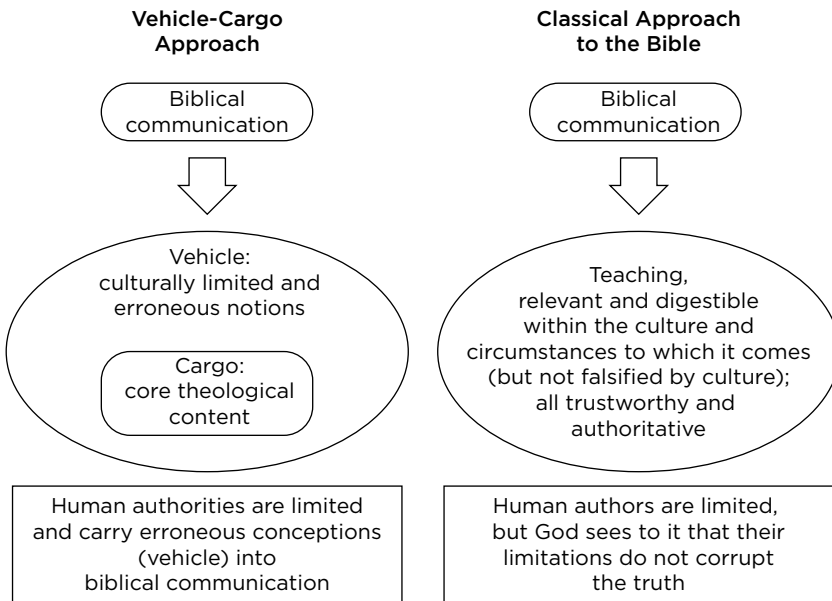 Vehicle-Cargo
Approach
Biblical
communication
Vehicle:
culturally limited and
erroneous notions
Cargo:
core theological
content
Human authorities are limited
and carry erroneous conceptions
(vehicle) into
biblical communication
Classical Approach
to the Bible
Biblical
communication
Teaching,
relevant and digestible
within the culture and
circumstances to which it comes
(but not falsified by culture);
all trustworthy and
authoritative
Human authors are limited,
but God sees to it that their
limitations do not corrupt
the truth